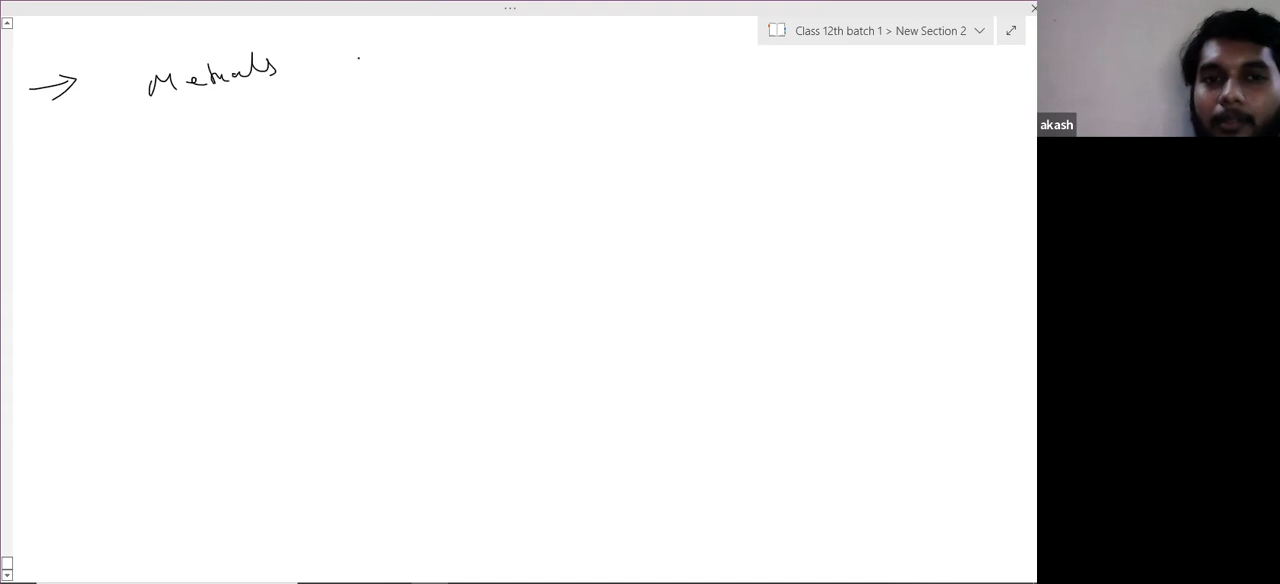 Class 12th batch 1 > New Section 2
→ Metals
akash